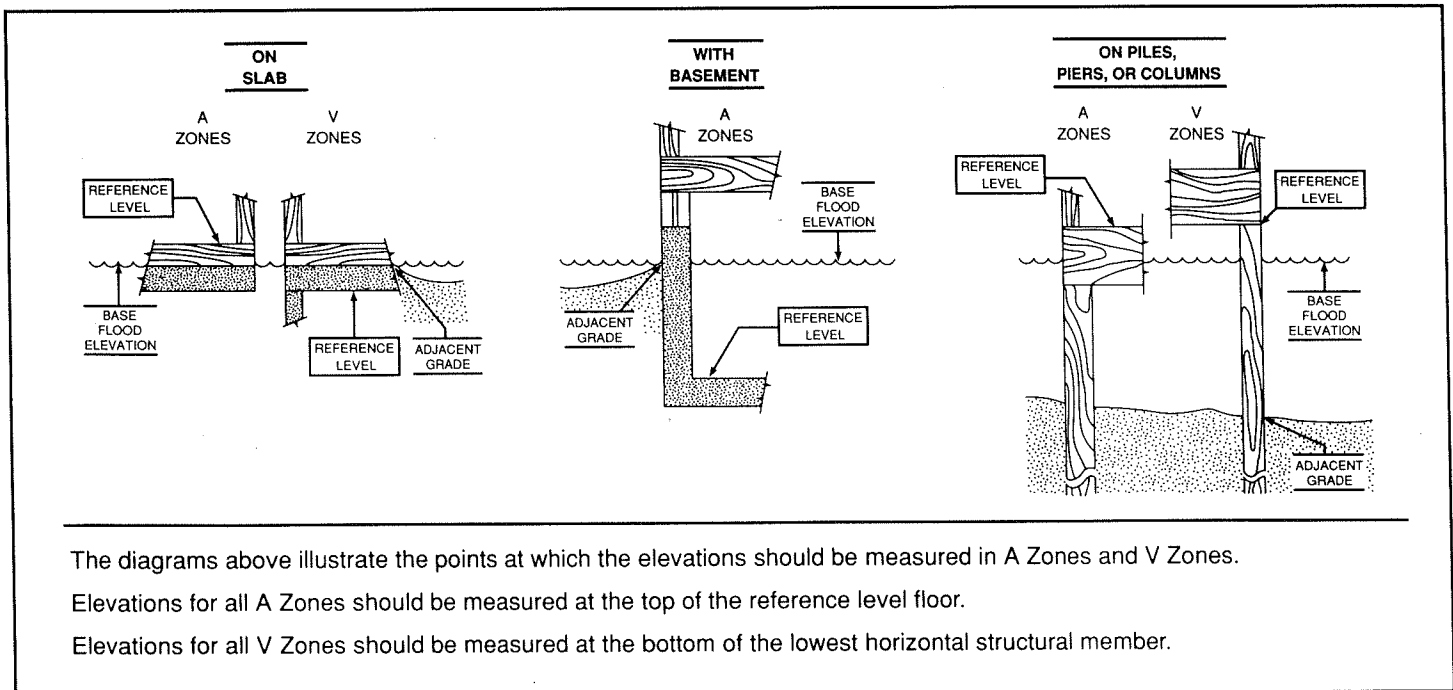 ON
SLAB
A
ZONES
V
ZONES
REFERENCE
LEVEL
BASE
FLOOD
ELEVATION
REFERENCE
LEVEL
ADJACENT
GRADE
WITH
BASEMENT
A
ZONES
BASE
FLOOD
ELEVATION
ADJACENT
GRADE
REFERENCE
LEVEL
ON PILES,
PIERS, OR COLUMNS
A
ZONES
V
ZONES
REFERENCE
LEVEL
REFERENCE
LEVEL
BASE
FLOOD
ELEVATION
ADJACENT
GRADE
The diagrams above illustrate the points at which the elevations should be measured in A Zones and V Zones.
Elevations for all A Zones should be measured at the top of the reference level floor.
Elevations for all V Zones should be measured at the bottom of the lowest horizontal structural member.